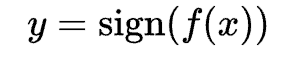 y = sign(f(x))